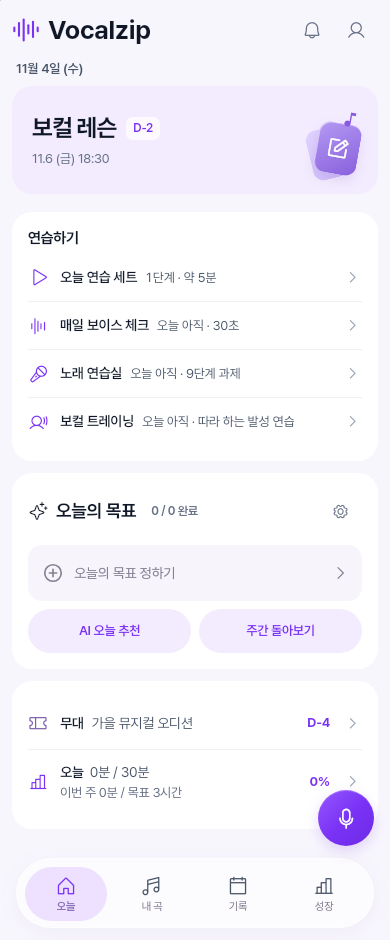 Vocalzip
11월 4일 (수)
보컬 레슨 D-2
11.6 (금) 18:30
연습하기
오늘 연습 세트 1단계 · 약 5분
매일 보이스 체크 오늘 아직 · 30초
노래 연습실 오늘 아직 · 9단계 과제
보컬 트레이닝 오늘 아직 · 따라 하는 발성 연습
오늘의 목표 0 / 0 완료
오늘의 목표 정하기
AI 오늘 추천 주간 돌아보기
무대 가을 뮤지컬 오디션 D-4
오늘 0분 / 30분 0%
이번 주 0분 / 목표 3시간
오늘 내 곡 기록 성장